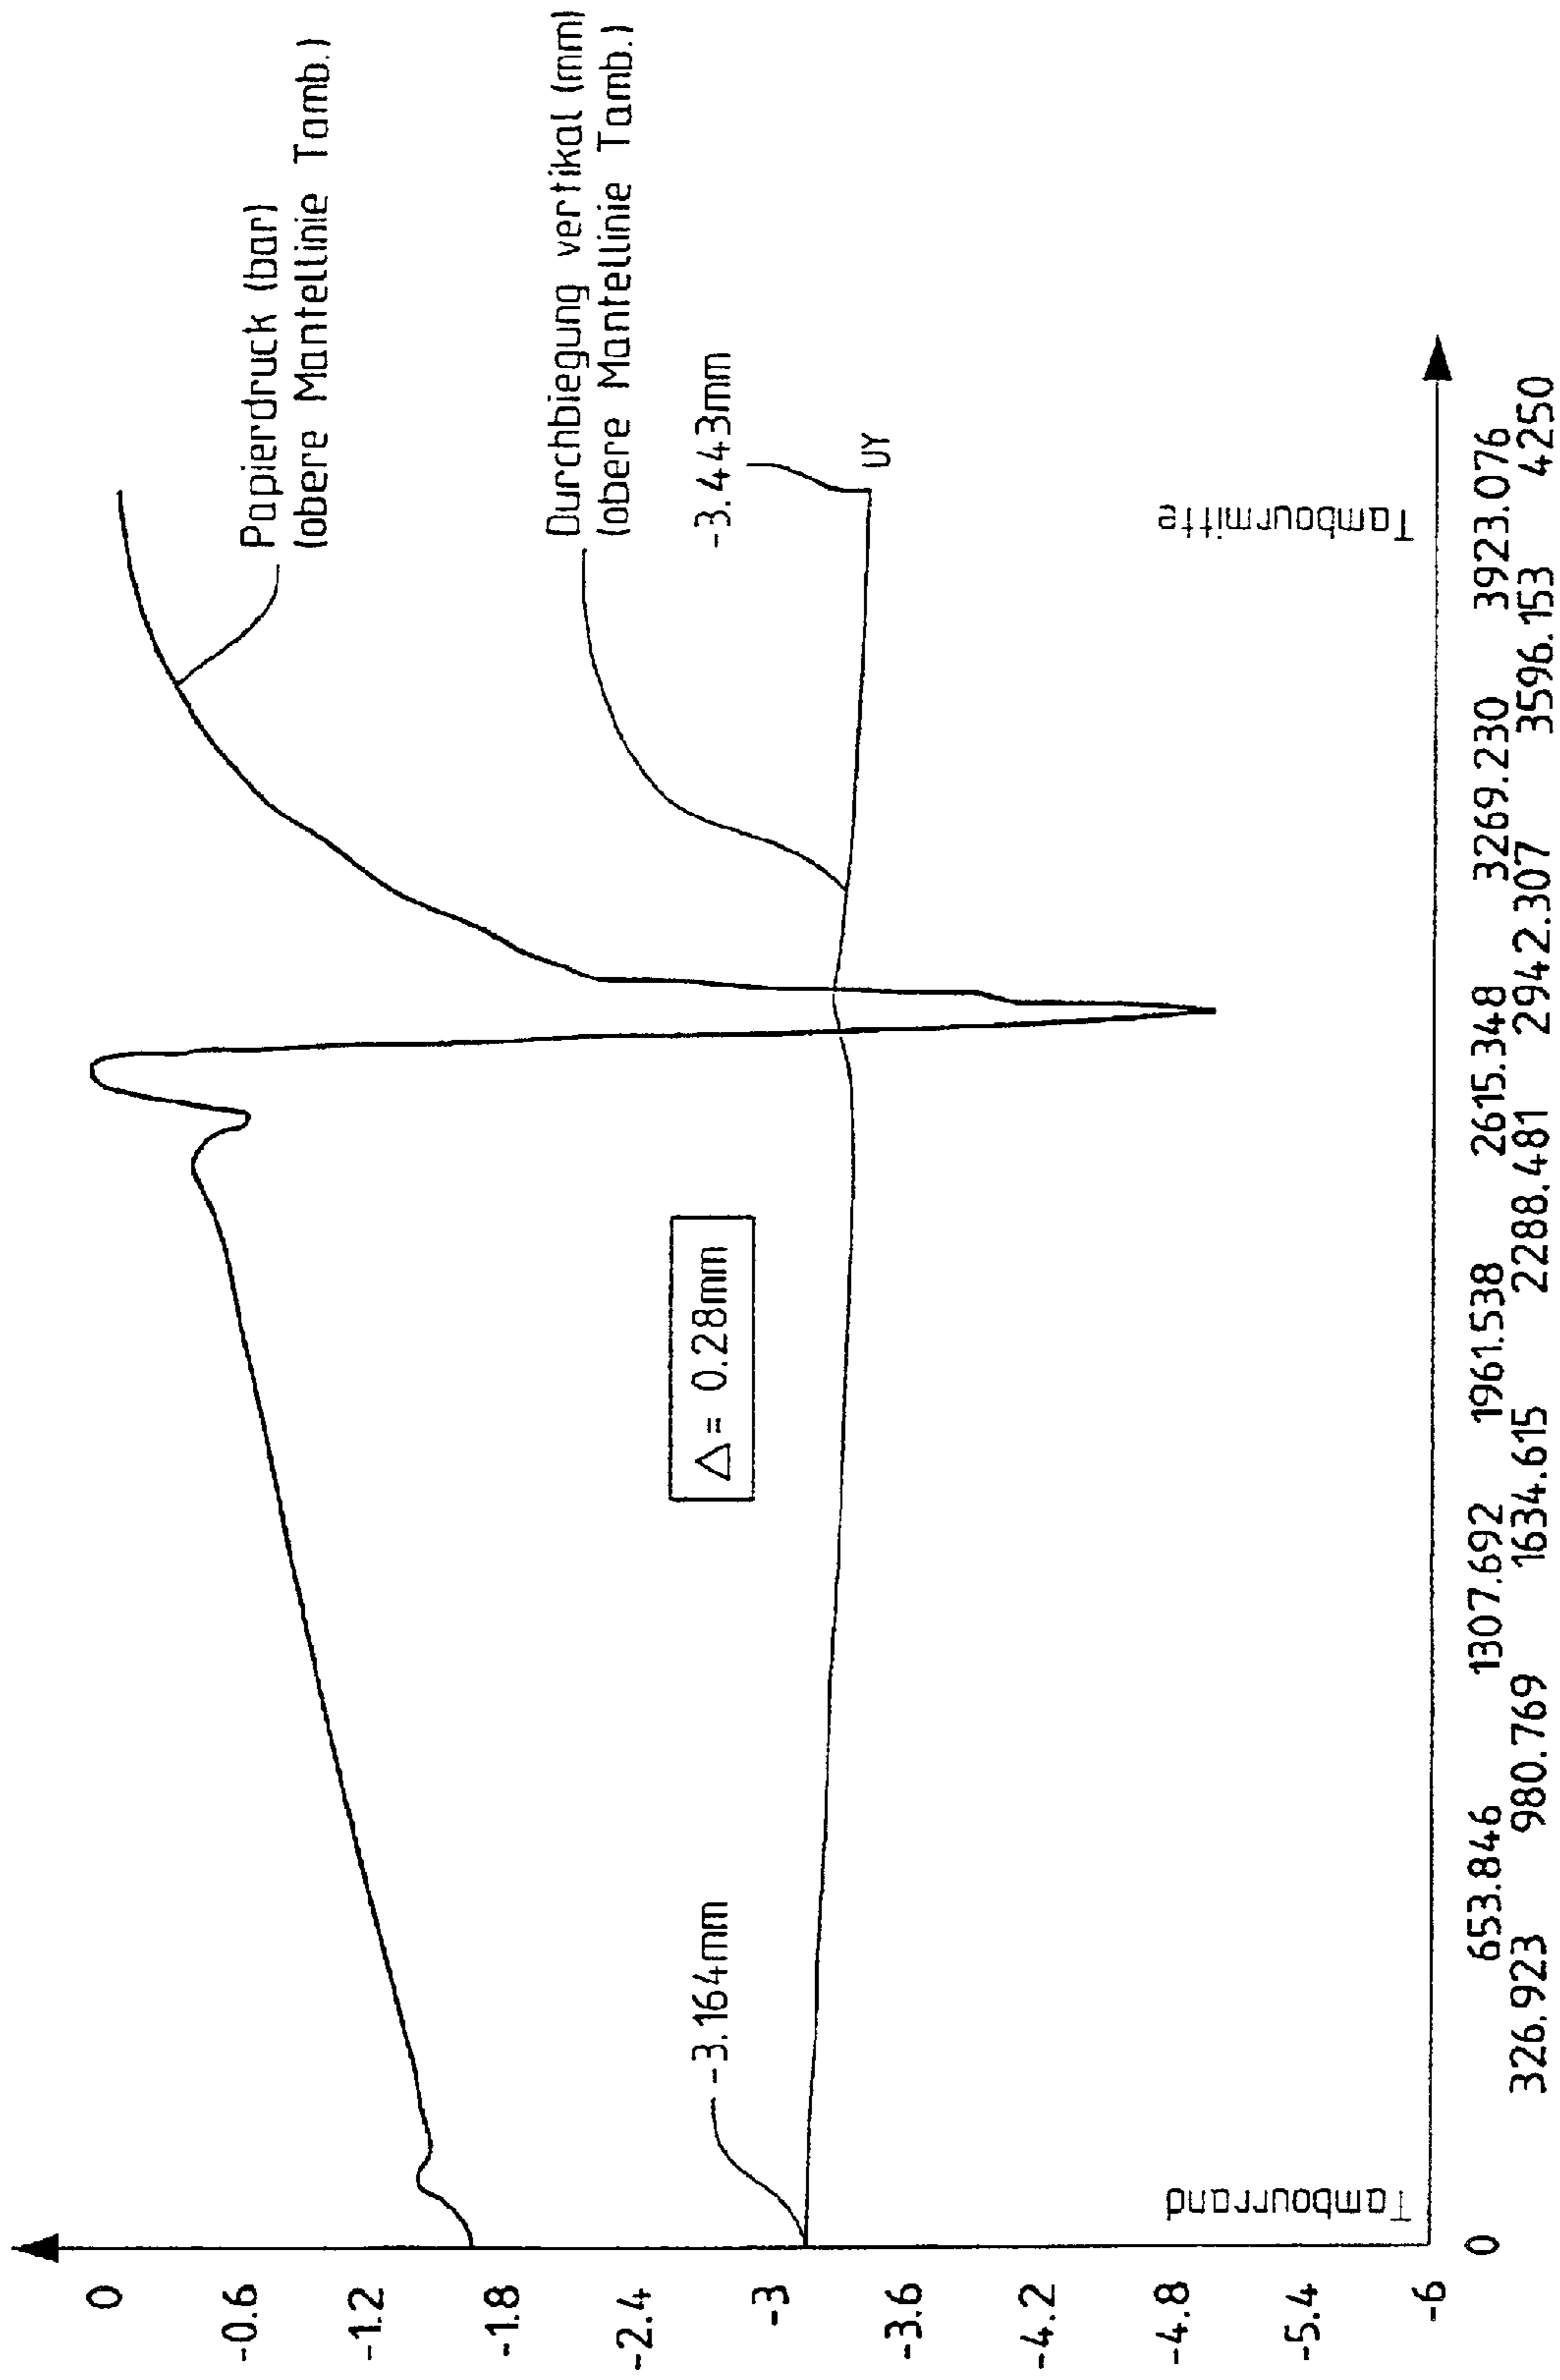 Papierdruck (bar)
(obere Mantellinie Tamb.)
Durchbiegung vertikal (mm)
(obere Mantellinie Tamb.)
-3.443mm
UY
Δ= 0.28mm
-3.164mm
0
-0.6
-1.2
-1.8
-2.4
-3
-3.6
-4.2
-4.8
-5.4
-6
Tambourrand
Tambourmitte
0
653.846
1307.692
1961.538
2615.348
3269.230
3923.076
326.923
980.769
1634.615
2288.481
2942.307
3596.153
4250